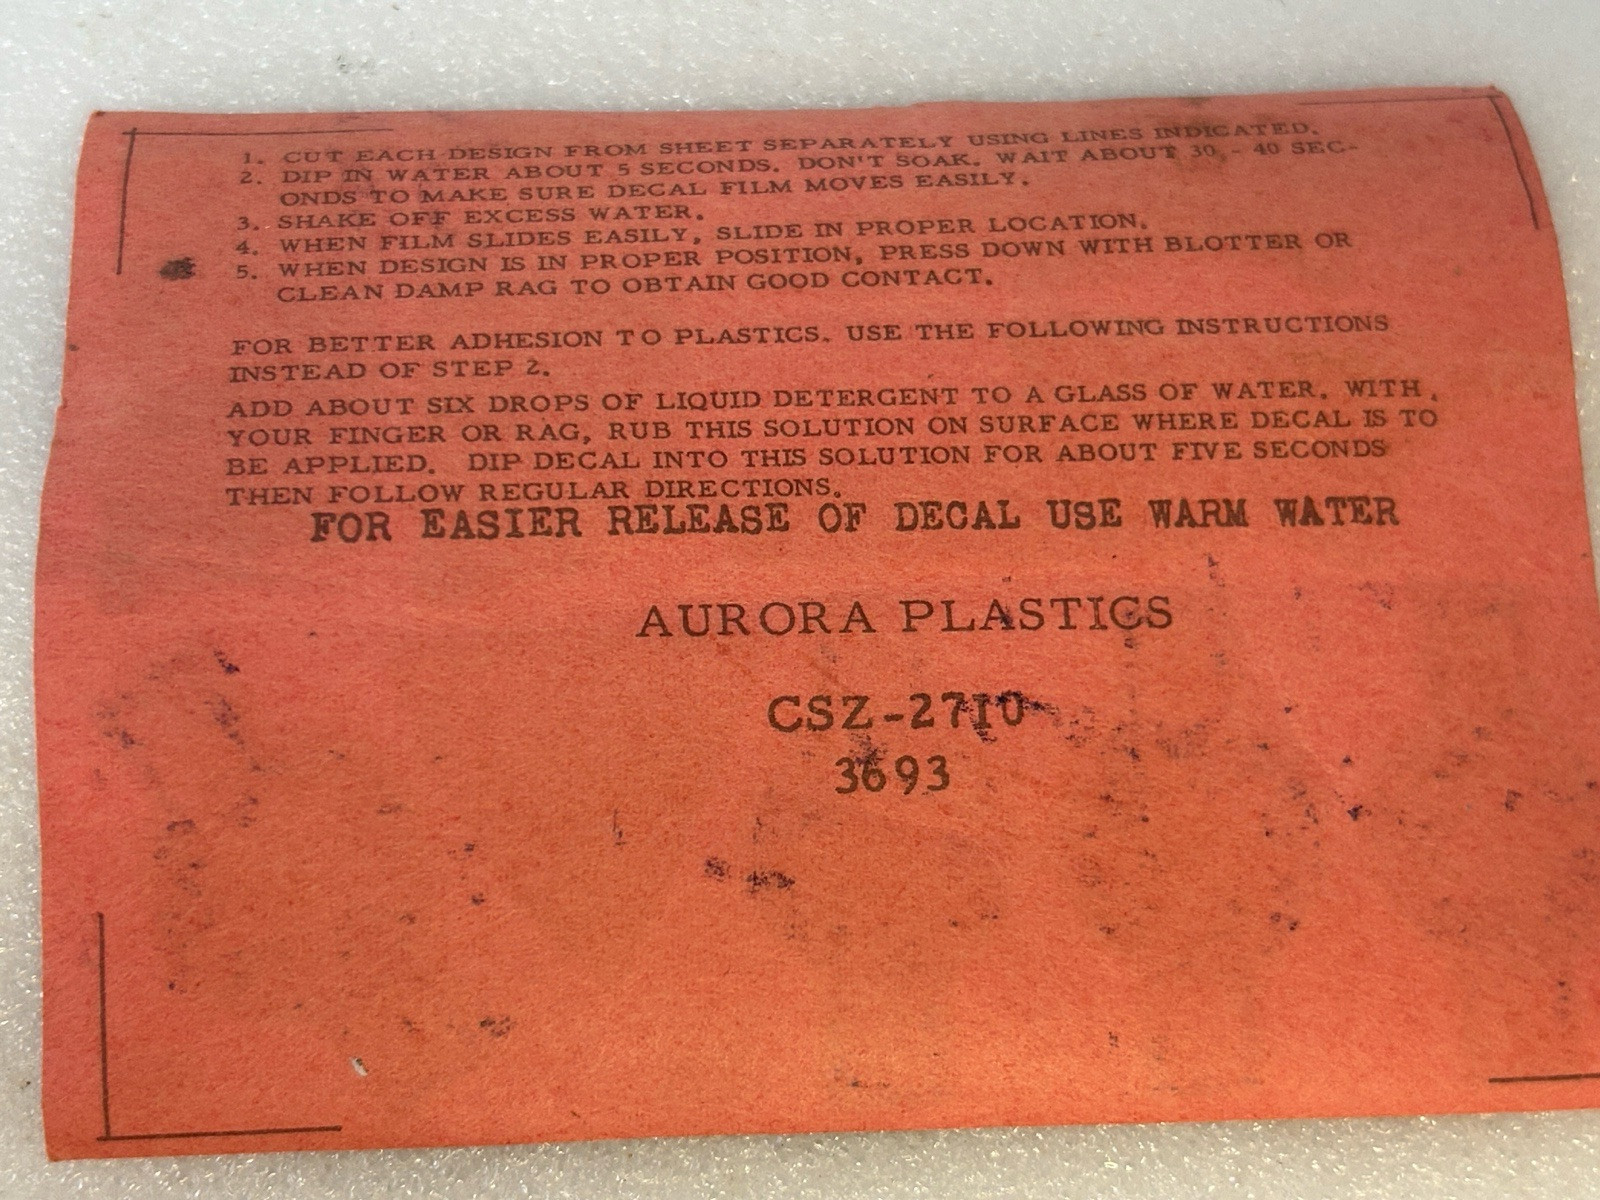 1. CUT EACH DESIGN FROM SHEET SEPARATELY USING LINES INDICATED.
2. DIP IN WATER ABOUT 5 SECONDS. DON'T SOAK. WAIT ABOUT 30 - 40 SEC-
ONDS TO MAKE SURE DECAL FILM MOVES EASILY.
3. SHAKE OFF EXCESS WATER.
4. WHEN FILM SLIDES EASILY, SLIDE IN PROPER LOCATION.
5. WHEN DESIGN IS IN PROPER POSITION, PRESS DOWN WITH BLOTTER OR
CLEAN DAMP RAG TO OBTAIN GOOD CONTACT.
FOR BETTER ADHESION TO PLASTICS. USE THE FOLLOWING INSTRUCTIONS
INSTEAD OF STEP 2.
ADD ABOUT SIX DROPS OF LIQUID DETERGENT TO A GLASS OF WATER. WITH
YOUR FINGER OR RAG, RUB THIS SOLUTION ON SURFACE WHERE DECAL IS TO
BE APPLIED. DIP DECAL INTO THIS SOLUTION FOR ABOUT FIVE SECONDS
THEN FOLLOW REGULAR DIRECTIONS.
FOR EASIER RELEASE OF DECAL USE WARM WATER
AURORA PLASTICS
CSZ-2710
3693